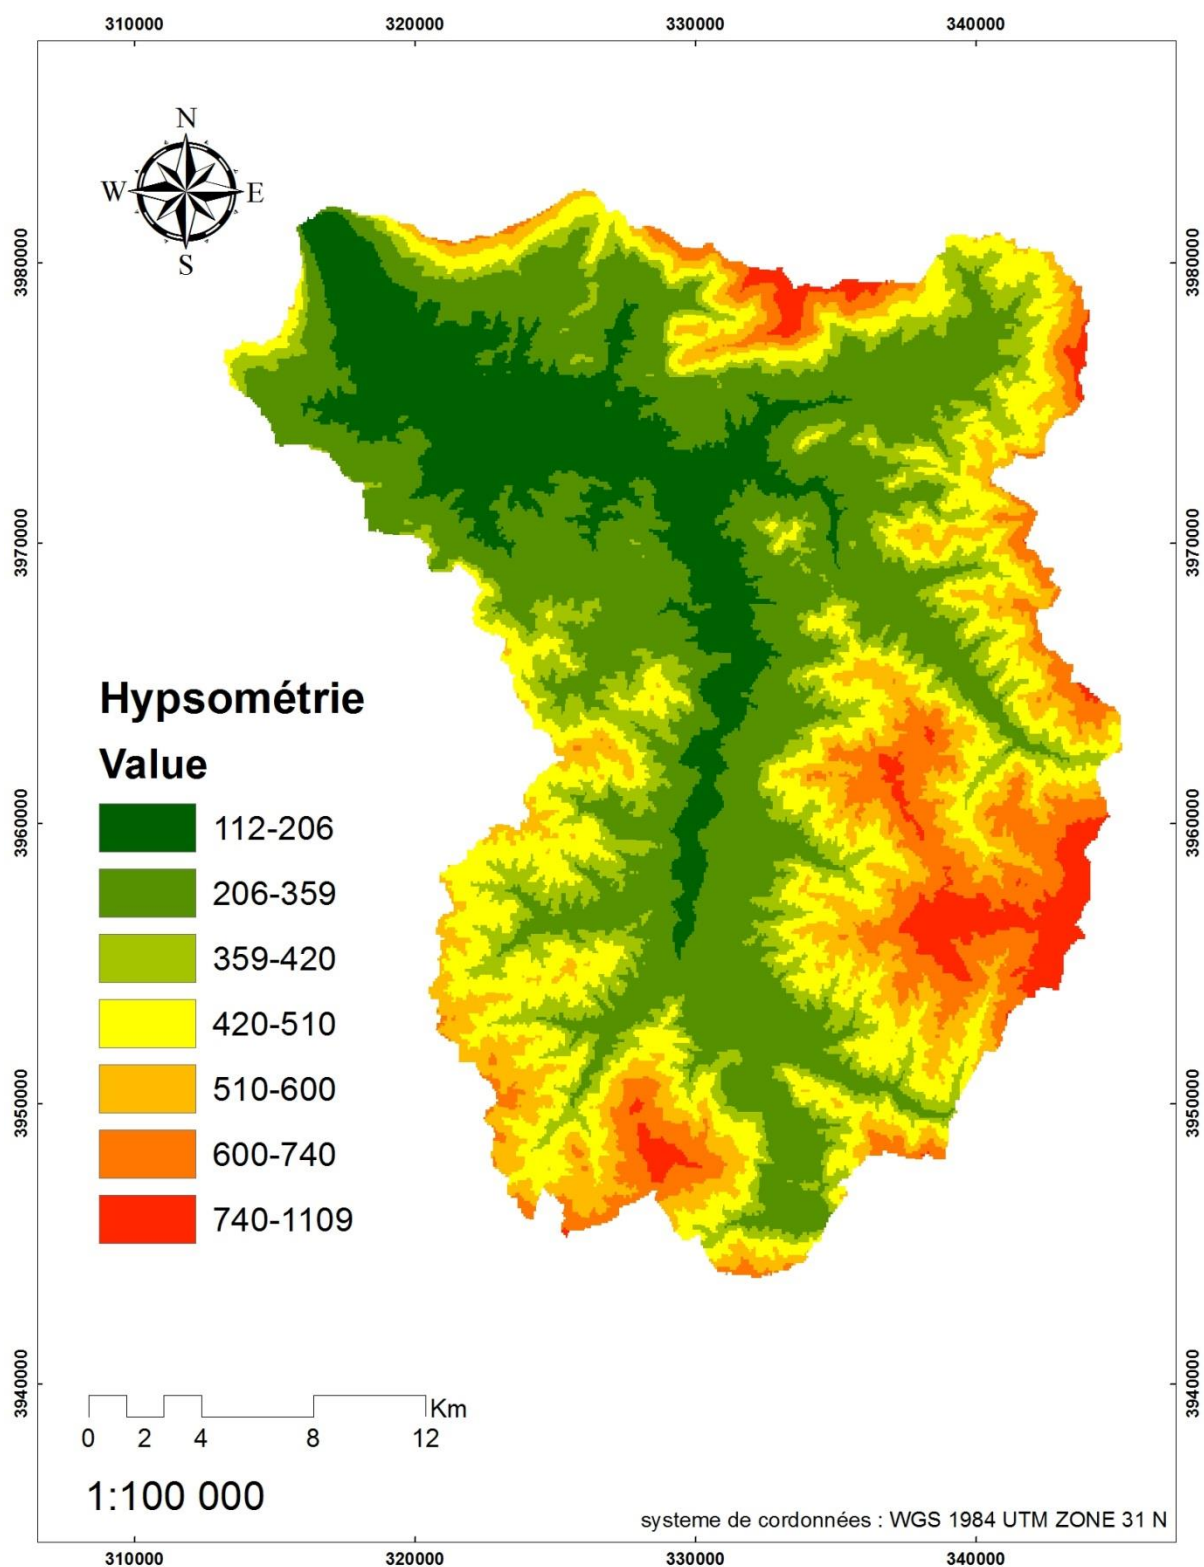 310000 320000 330000 340000
N
W E
S
3980000 3980000
3970000 3970000
Hypsométrie
Value
112-206
206-359
3960000 3960000
359-420
420-510
510-600
3950000 3950000
600-740
740-1109
3940000 3940000
Km
0 2 4 8 12
1:100 000
systeme de cordonnées : WGS 1984 UTM ZONE 31 N
310000 320000 330000 340000